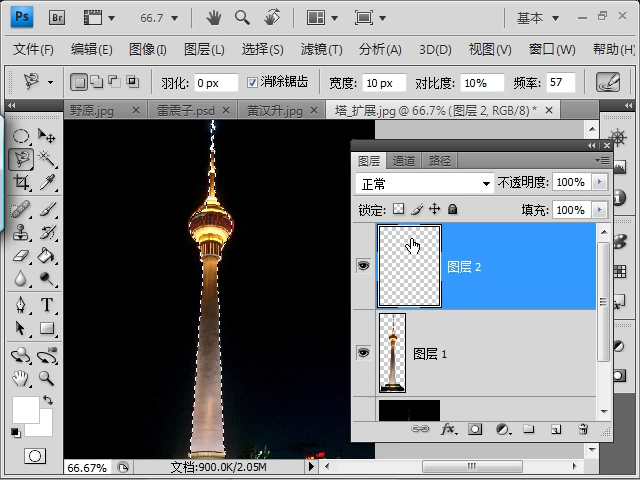 Ps Br 66.7 基本
文件(F) 编辑(E) 图像(I) 图层(L) 选择(S) 滤镜(T) 分析(A) 3D(D) 视图(V) 窗口(W) 帮助(H)
羽化: 0 px 消除锯齿 宽度: 10 px 对比度: 10% 频率: 57
野原.jpg 雷震子.psd 黄汉升.jpg 塔_扩展.jpg @ 66.7% (图层 2, RGB/8) *
图层 通道 路径
正常 不透明度: 100%
锁定: 填充: 100%
图层 2
图层 1
T
fx
66.67% 文档:900.0K/2.05M